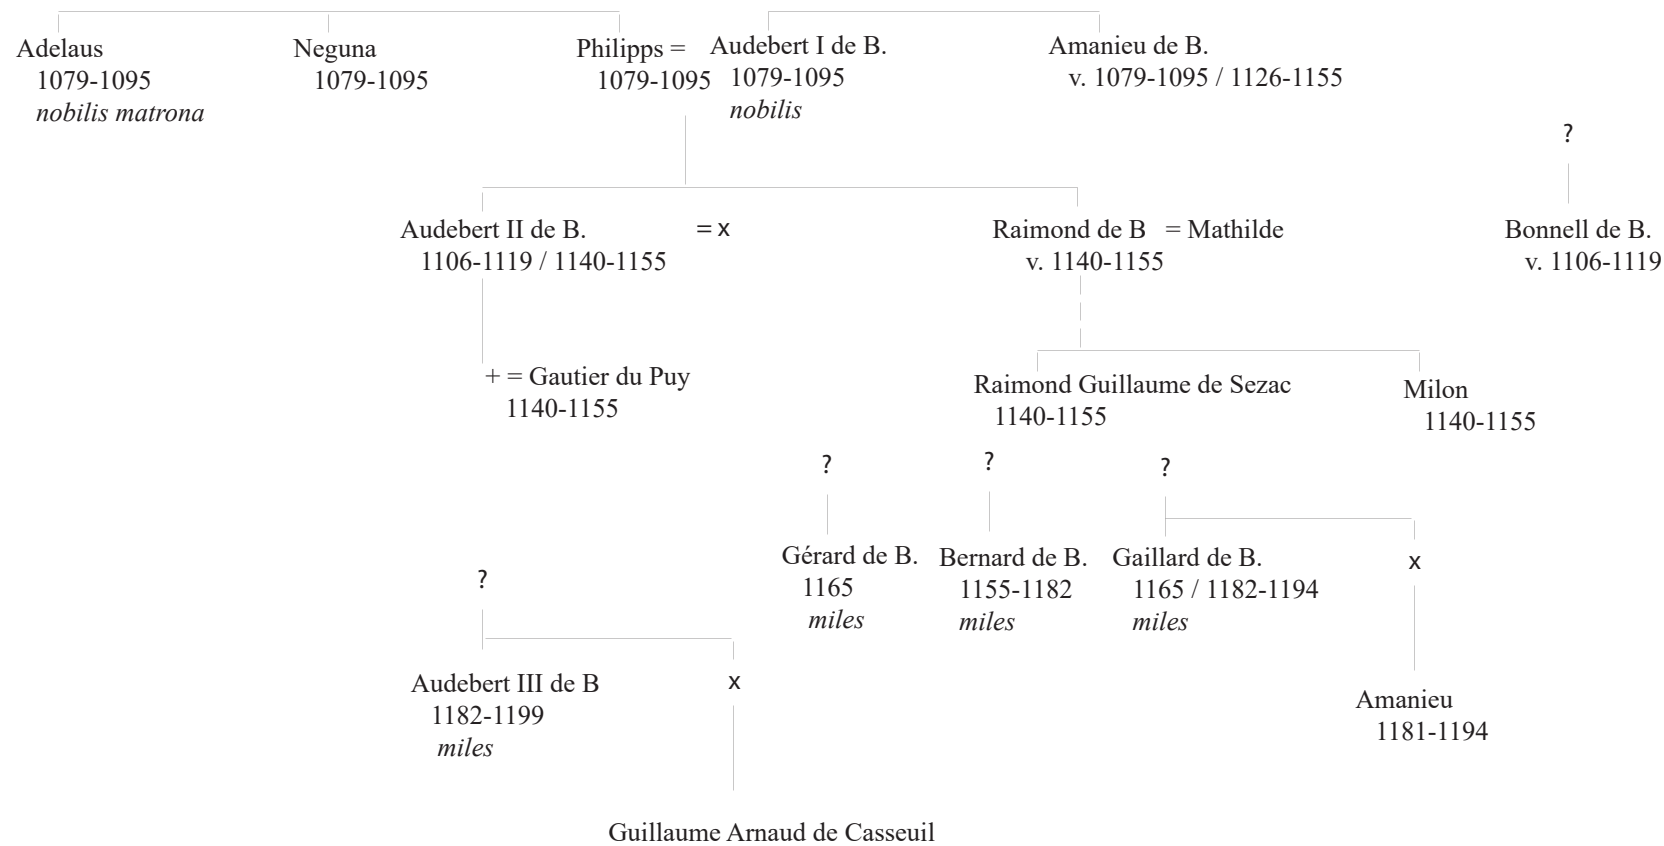 Adelaus
1079-1095
nobilis matrona
Neguna
1079-1095
Philipps =
1079-1095
Audebert I de B.
1079-1095
nobilis
Amanieu de B.
v. 1079-1095 / 1126-1155
?
Audebert II de B.
1106-1119 / 1140-1155
= x
Raimond de B = Mathilde
v. 1140-1155
Bonnell de B.
v. 1106-1119
+ = Gautier du Puy
1140-1155
Raimond Guillaume de Sezac
1140-1155
Milon
1140-1155
?
?
?
Gérard de B.
1165
miles
Bernard de B.
1155-1182
miles
Gaillard de B.
1165 / 1182-1194
miles
x
?
Audebert III de B
1182-1199
miles
x
Amanieu
1181-1194
Guillaume Arnaud de Casseuil